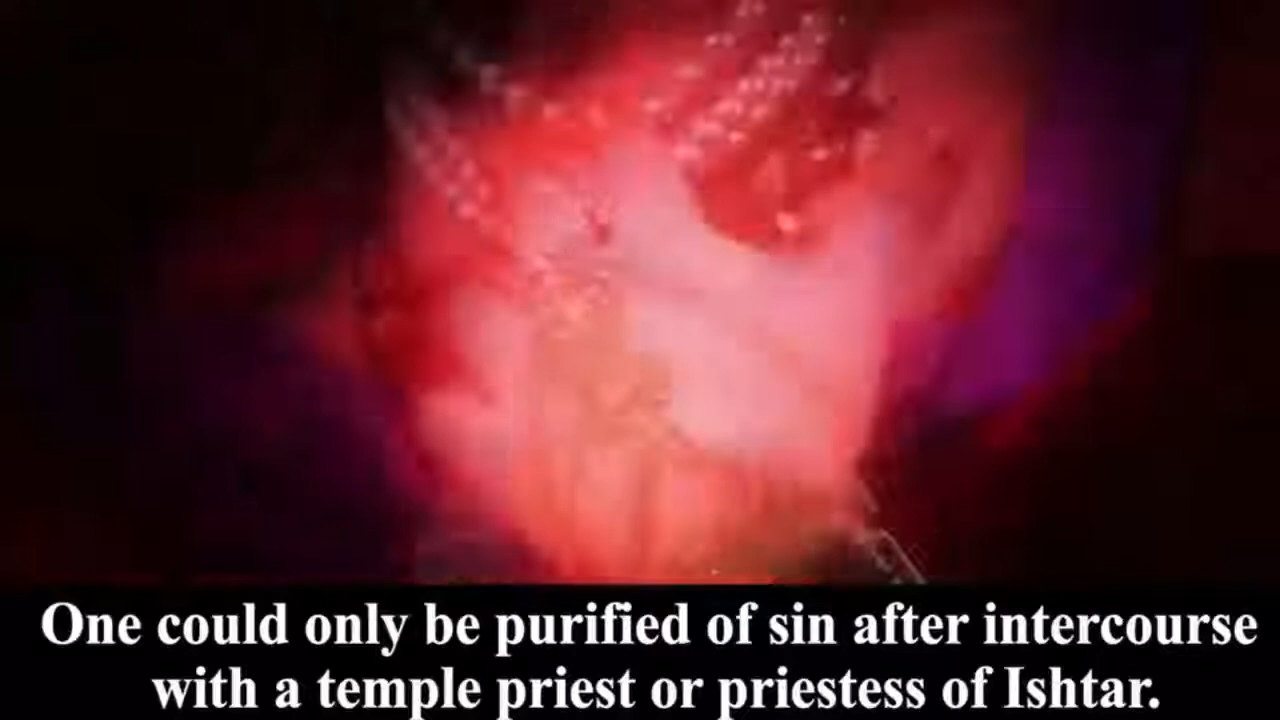 One could only be purified of sin after intercourse
with a temple priest or priestess of Ishtar.